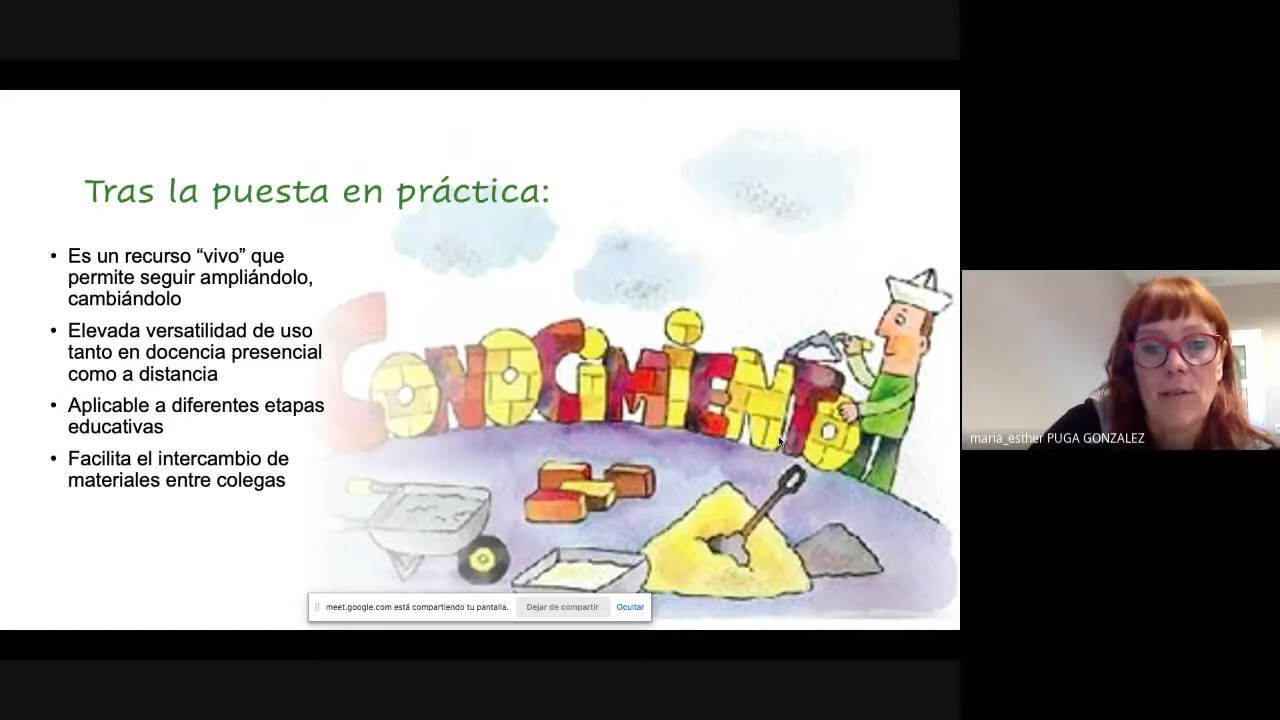 Tras la puesta en práctica:
• Es un recurso “vivo” que
permite seguir ampliándolo,
cambiándolo
• Elevada versatilidad de uso
tanto en docencia presencial
como a distancia
• Aplicable a diferentes etapas
educativas
• Facilita el intercambio de
materiales entre colegas
CONOCIMIENTO
meet.google.com está compartiendo tu pantalla. Dejar de compartir Ocultar
maria_esther PUGA GONZALEZ